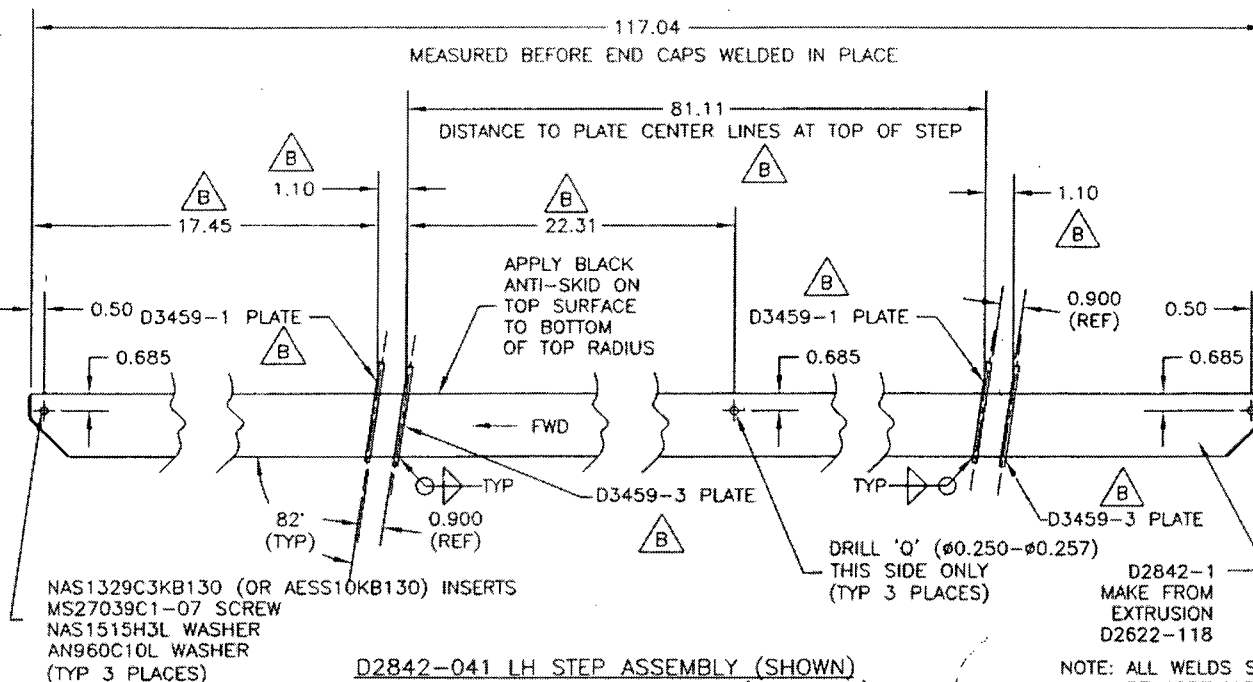 117.04
MEASURED BEFORE END CAPS WELDED IN PLACE
81.11
DISTANCE TO PLATE CENTER LINES AT TOP OF STEP
B
B
1.10
B
17.45
B
22.31
1.10
B
APPLY BLACK
ANTI-SKID ON
TOP SURFACE
TO BOTTOM
OF TOP RADIUS
B
0.50
D3459-1 PLATE
B
D3459-1 PLATE
0.900
(REF)
0.50
0.685
0.685
0.685
FWD
TYP
TYP
D3459-3 PLATE
B
D3459-3 PLATE
B
82°
(TYP)
0.900
(REF)
DRILL 'Q' (ø0.250-ø0.257)
THIS SIDE ONLY
(TYP 3 PLACES)
D2842-1
MAKE FROM
EXTRUSION
D2622-118
NAS1329C3KB130 (OR AESS10KB130) INSERTS
MS27039C1-07 SCREW
NAS1515H3L WASHER
AN960C10L WASHER
(TYP 3 PLACES)
D2842-041 LH STEP ASSEMBLY (SHOWN)
NOTE: ALL WELDS S